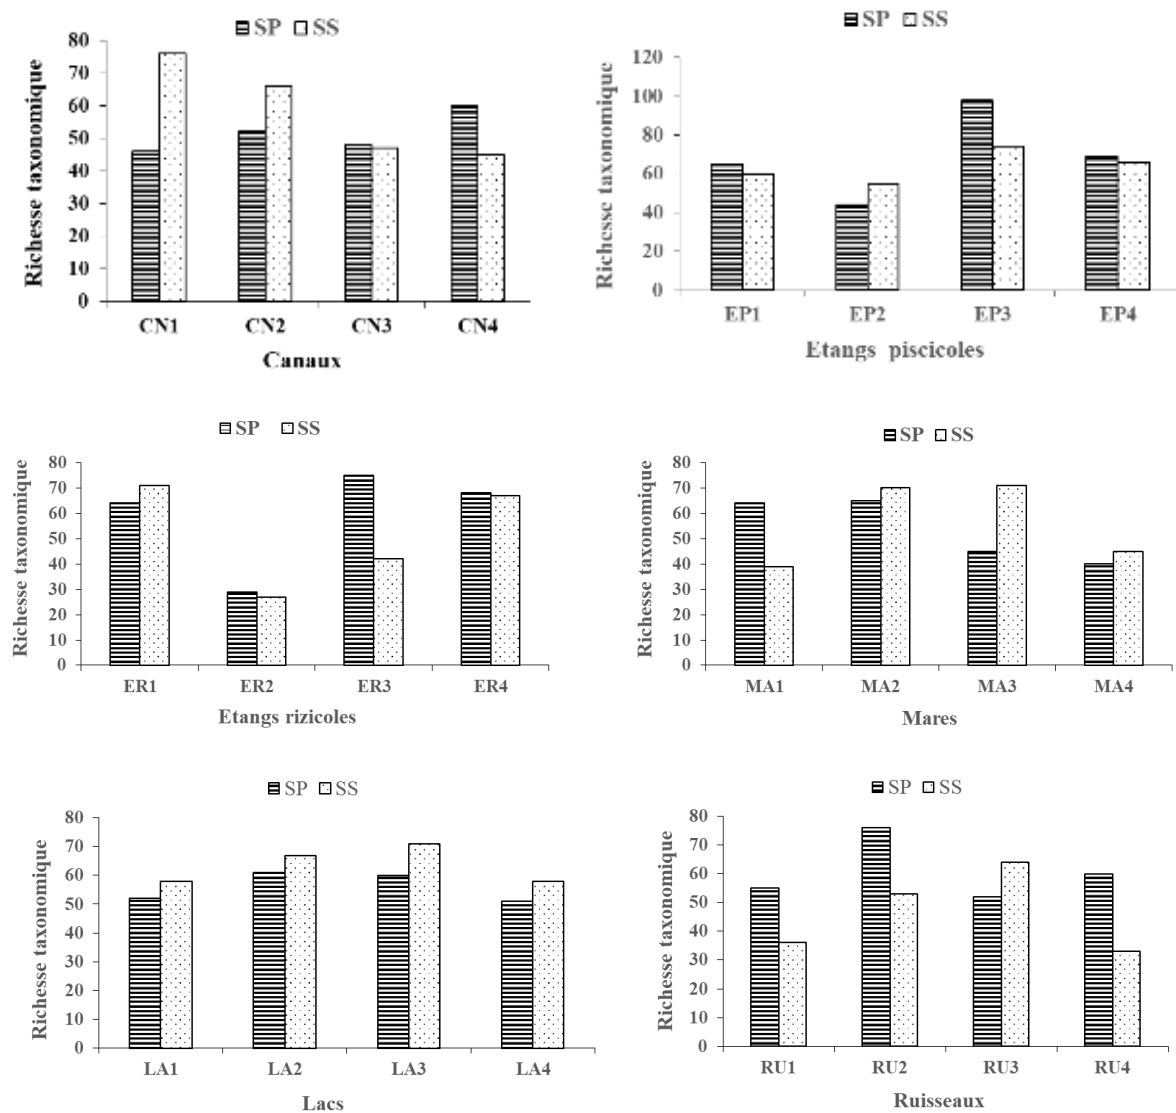 SP SS
Richesse taxonomique
80
70
60
50
40
30
20
10
0
CN1 CN2 CN3 CN4
Canaux
SP SS
Richesse taxonomique
120
100
80
60
40
20
0
EP1 EP2 EP3 EP4
Etangs piscicoles
SP SS
Richesse taxonomique
80
70
60
50
40
30
20
10
0
ER1 ER2 ER3 ER4
Etangs rizicoles
SP SS
Richesse taxonomique
80
70
60
50
40
30
20
10
0
MA1 MA2 MA3 MA4
Mares
SP SS
Richesse taxonomique
80
70
60
50
40
30
20
10
0
LA1 LA2 LA3 LA4
Lacs
SP SS
Richesse taxonomique
80
70
60
50
40
30
20
10
0
RU1 RU2 RU3 RU4
Ruisseaux